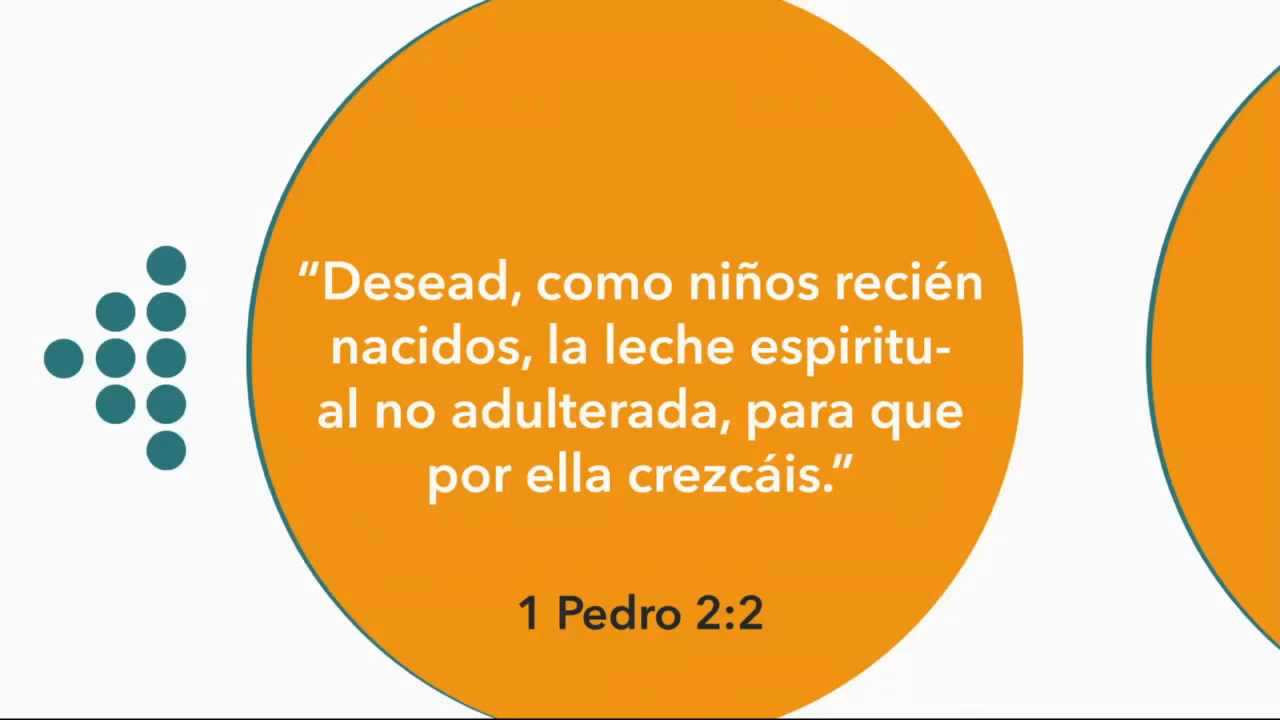 “Desead, como niños recién
nacidos, la leche espiritu-
al no adulterada, para que
por ella crezcáis.”
1 Pedro 2:2